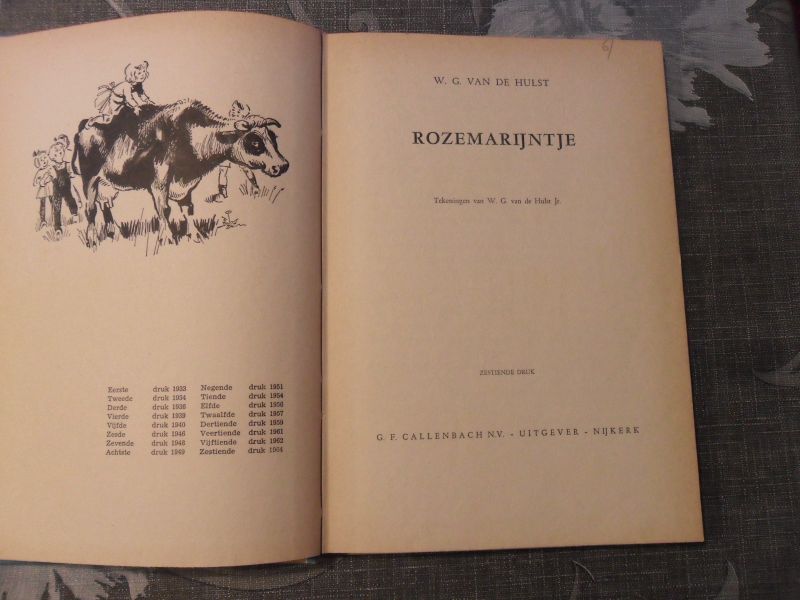 Eerste druk 1933 Negende druk 1951
Tweede druk 1934 Tiende druk 1954
Derde druk 1936 Elfde druk 1956
Vierde druk 1939 Twaalfde druk 1957
Vijfde druk 1940 Dertiende druk 1959
Zesde druk 1946 Veertiende druk 1961
Zevende druk 1948 Vijftiende druk 1962
Achtste druk 1949 Zestiende druk 1964
6/
W. G. VAN DE HULST
ROZEMARIJNTJE
Tekeningen van W. G. van de Hulst Jr.
ZESTIENDE DRUK
G. F. CALLENBACH N.V. - UITGEVER - NIJKERK